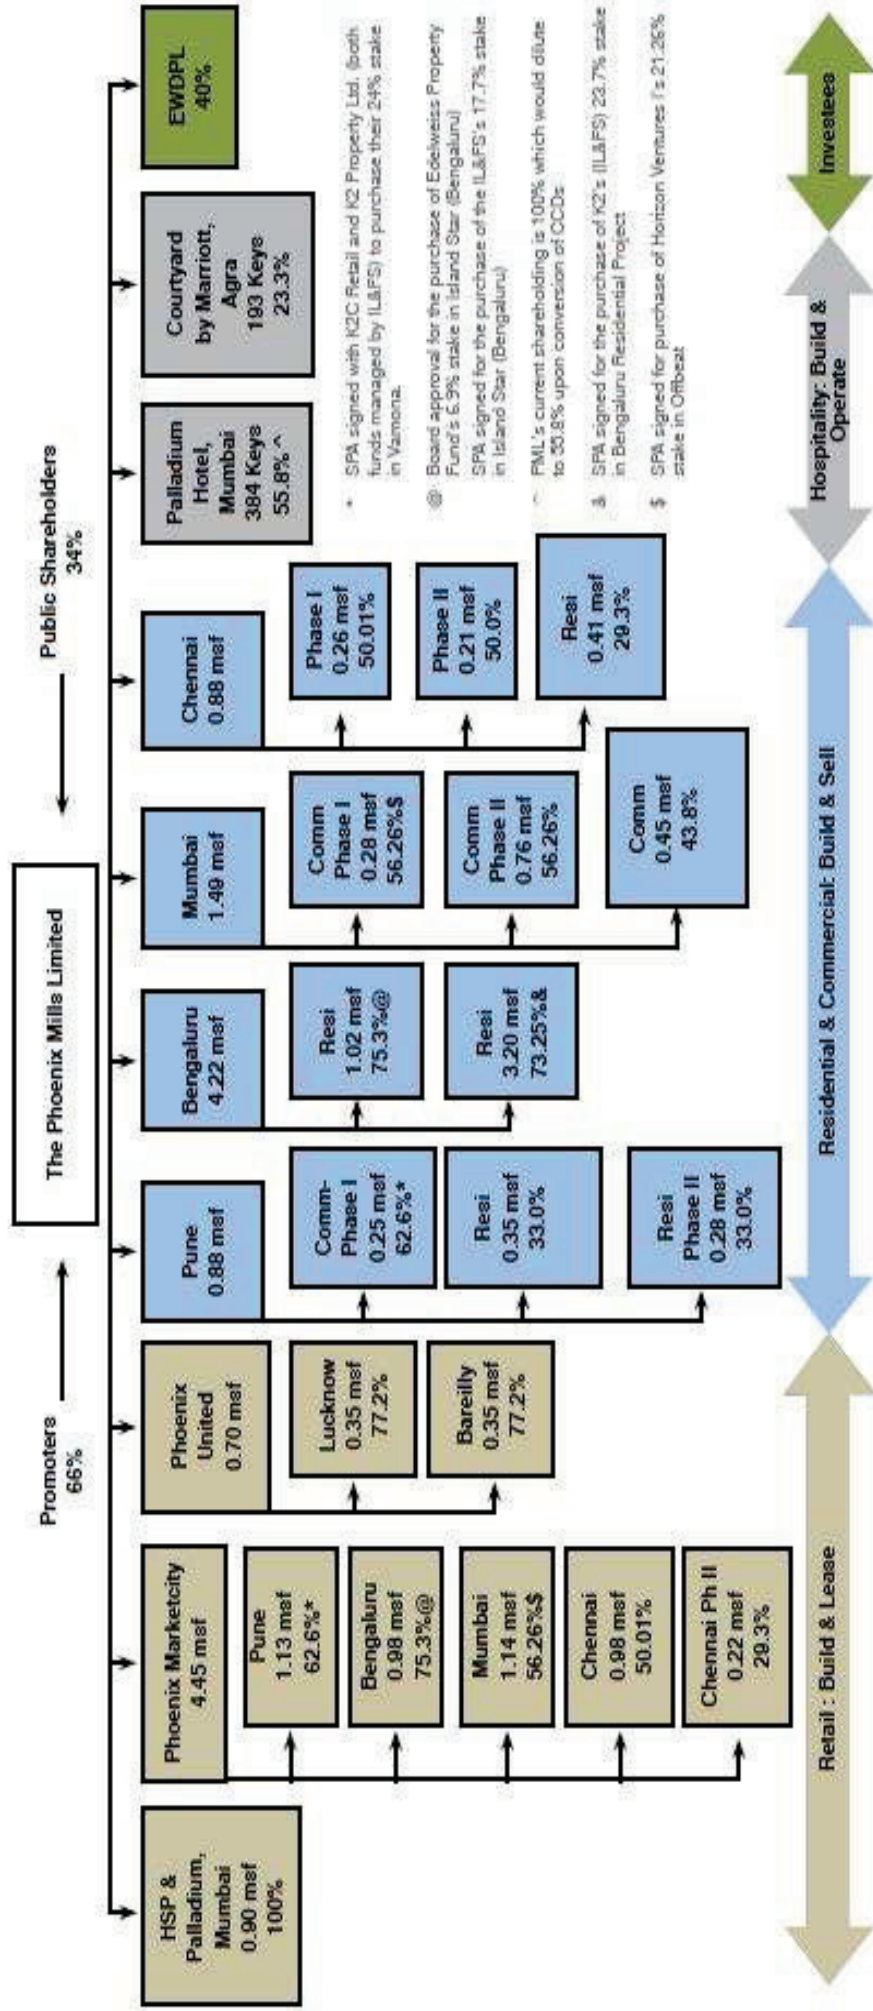 Promoters
66%
The Phoenix Mills Limited
Public Shareholders
34%
HSP &
Palladium,
Mumbai
0.90 msf
100%
Phoenix Marketcity
4.45 msf
Pune
1.13 msf
62.6%*
Bengaluru
0.98 msf
75.3%@
Mumbai
1.14 msf
56.26%$
Chennai
0.98 msf
50.01%
Chennai Ph II
0.22 msf
29.3%
Phoenix
United
0.70 msf
Lucknow
0.35 msf
77.2%
Bareilly
0.35 msf
77.2%
Pune
0.88 msf
Comm-
Phase I
0.25 msf
62.6%*
Resi
0.35 msf
33.0%
Resi
Phase II
0.28 msf
33.0%
Bengaluru
4.22 msf
Resi
1.02 msf
75.3%@
Resi
3.20 msf
73.25%&
Mumbai
1.49 msf
Comm
Phase I
0.28 msf
56.26%$
Comm
Phase II
0.76 msf
56.26%
Comm
0.45 msf
43.8%
Chennai
0.88 msf
Phase I
0.26 msf
50.01%
Phase II
0.21 msf
50.0%
Resi
0.41 msf
29.3%
Palladium
Hotel,
Mumbai
384 Keys
55.8% ^
Courtyard
by Marriott,
Agra
193 Keys
23.3%
EWDPL
40%
* SPA signed with K2C Retail and K2 Property Ltd. (both
funds managed by IL&FS) to purchase their 24% stake
in Vamona.
@ Board approval for the purchase of Edelweiss Property
Fund's 6.9% stake in Island Star (Bengaluru)
SPA signed for the purchase of the IL&FS's 17.7% stake
in Island Star (Bengaluru)
^ PML's current shareholding is 100% which would dilute
to 55.8% upon conversion of CCDs
& SPA signed for the purchase of K2's (IL&FS) 23.7% stake
in Bengaluru Residential Project
$ SPA signed for purchase of Horizon Ventures I's 21.26%
stake in Offbeat
Retail : Build & Lease
Residential & Commercial: Build & Sell
Hospitality: Build &
Operate
Investees